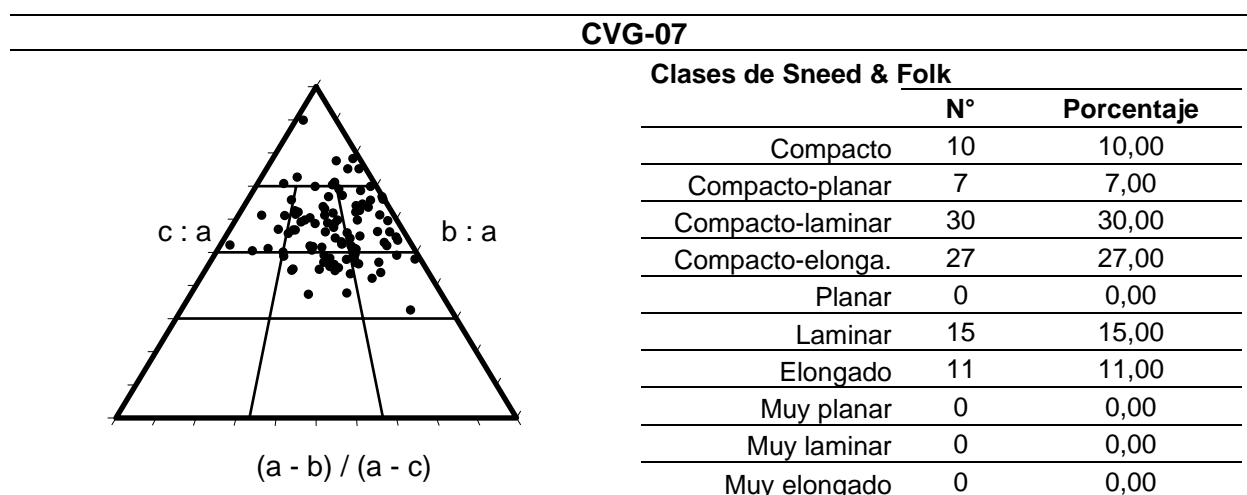 CVG-07
c : a
b : a
(a - b) / (a - c)
Clases de Sneed & Folk
N° Porcentaje
Compacto 10 10,00
Compacto-planar 7 7,00
Compacto-laminar 30 30,00
Compacto-elonga. 27 27,00
Planar 0 0,00
Laminar 15 15,00
Elongado 11 11,00
Muy planar 0 0,00
Muy laminar 0 0,00
Muy elongado 0 0,00